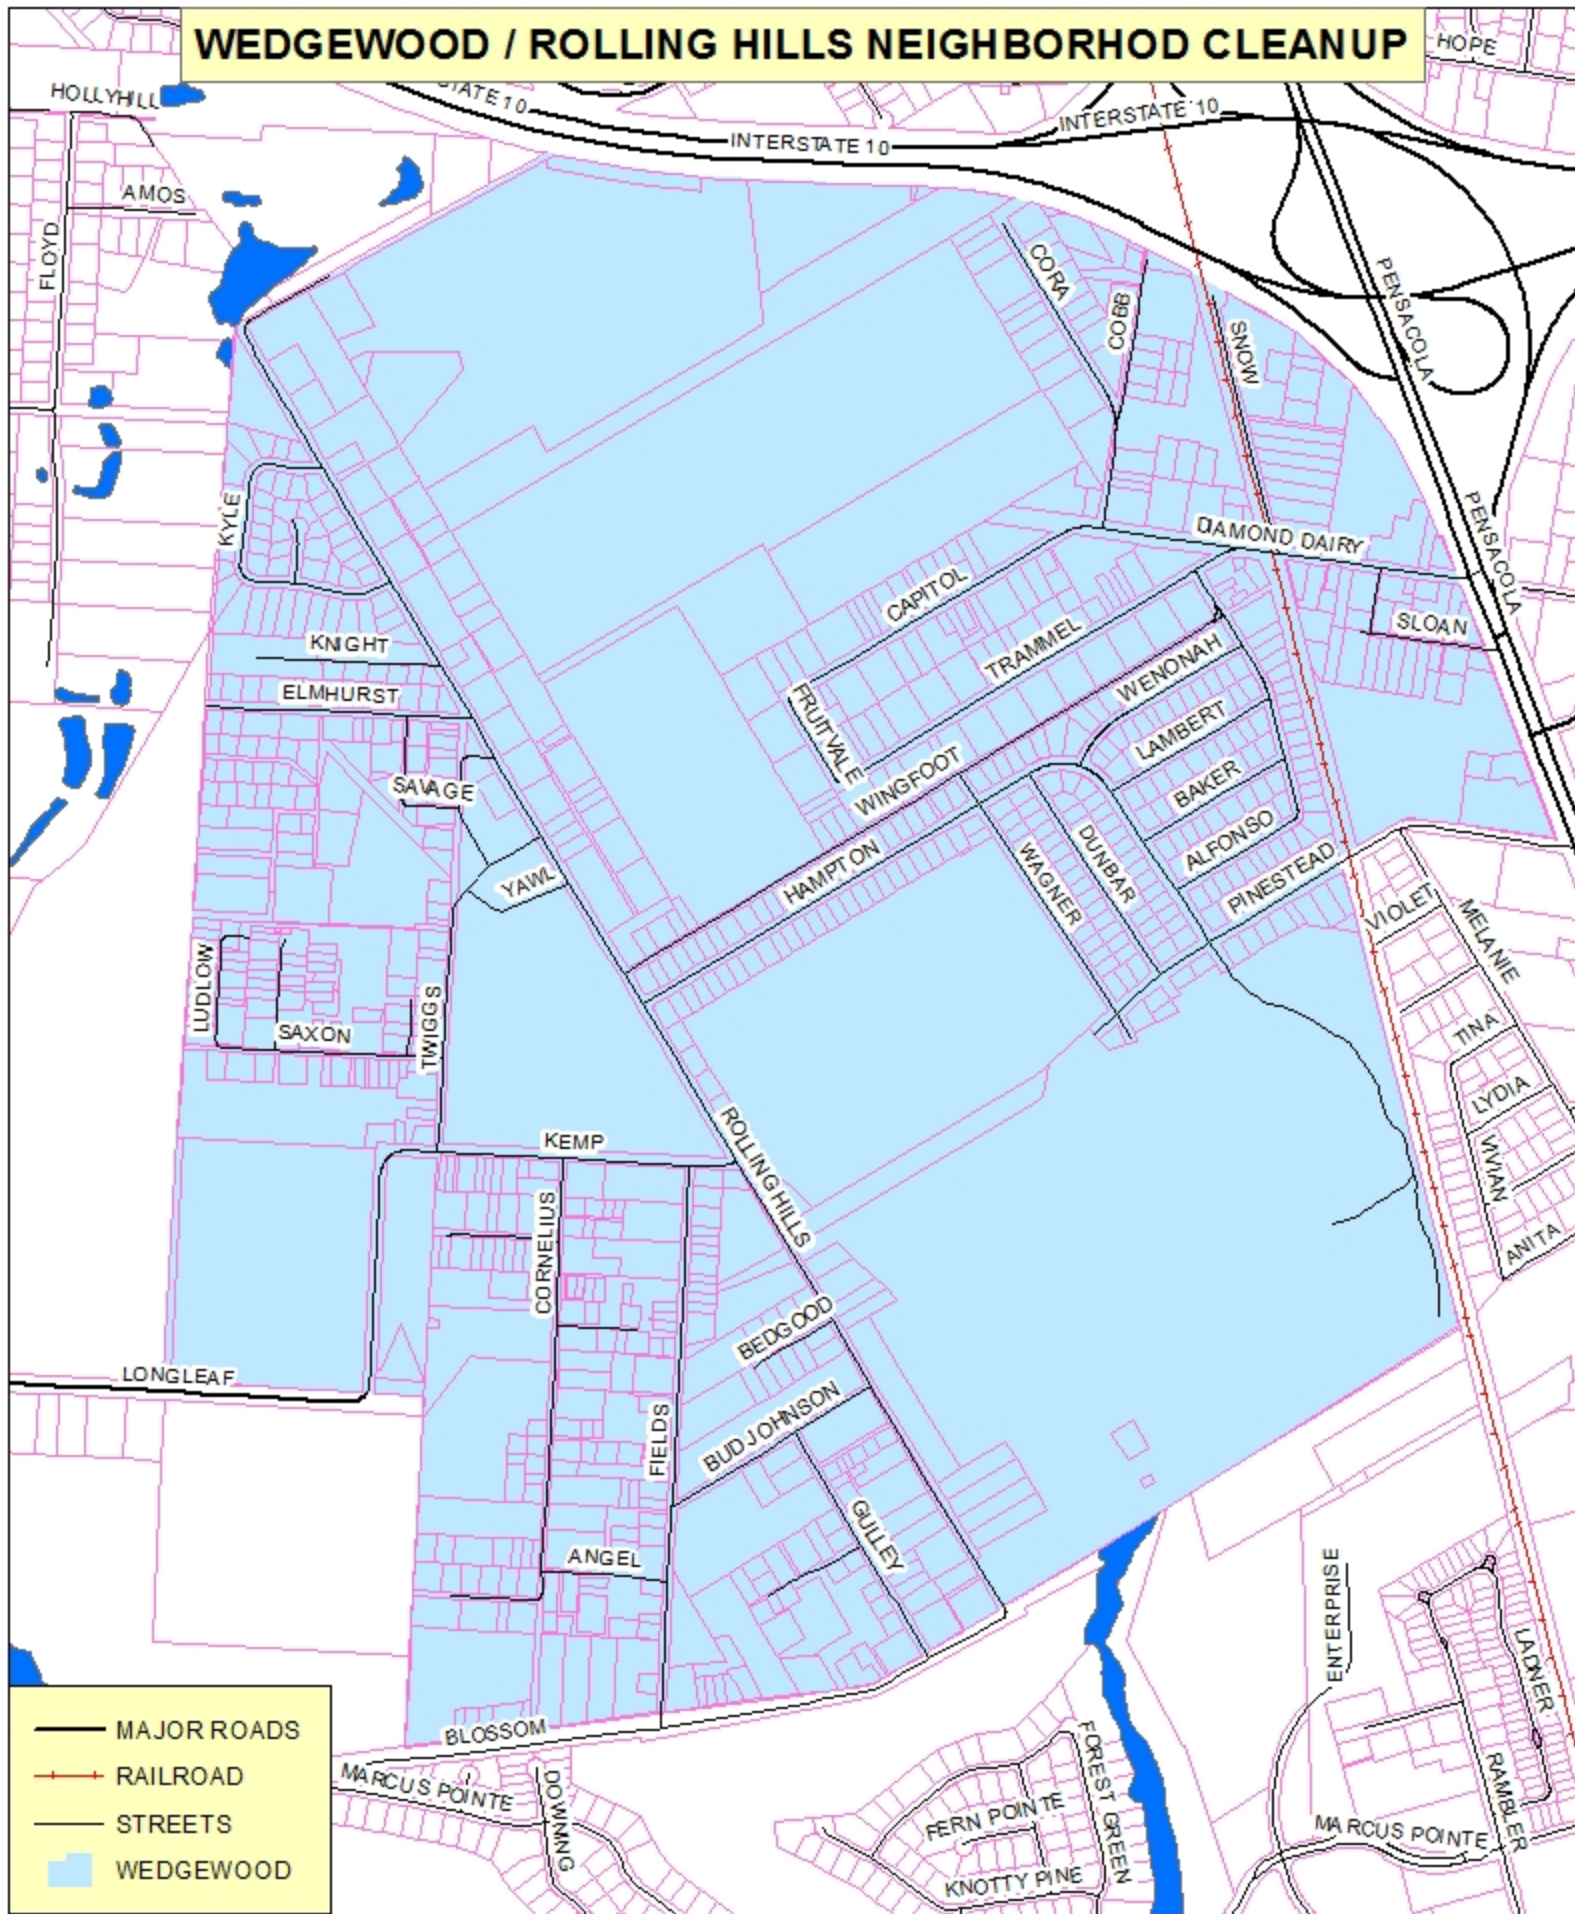 WEDGEWOOD / ROLLING HILLS NEIGHBORHOD CLEANUP
HOPE
HOLLYHILL
STATE 10
INTERSTATE 10
INTERSTATE 10
AMOS
FLOYD
CORA
COBB
SNOW
PENSACOLA
PENSACOLA
KYLE
DIAMOND DAIRY
CAPITOL
SLOAN
KNIGHT
TRAMMEL
WENONAH
ELMHURST
FRUITVALE
LAMBERT
SAVAGE
WINGFOOT
BAKER
YAWL
HAMPTON
WAGNER
DUNBAR
ALFONSO
PINESTEAD
VIOLET
MELANIE
LUDLOW
SAXON
TWIGGS
TINA
LYDIA
KEMP
ROLLING HILLS
VIVIAN
CORNELIUS
ANITA
BEDGOOD
LONGLEAF
BUD JOHNSON
FIELDS
GULLEY
ANGEL
ENTERPRISE
LADNER
BLOSSOM
MARCUS POINTE
DOWNING
FOREST GREEN
FERN POINTE
KNOTTY PINE
MARCUS POINTE
RAMBLER
MAJOR ROADS
RAILROAD
STREETS
WEDGEWOOD